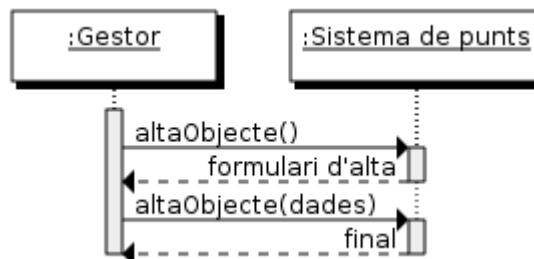 :Gestor
:Sistema de punts
altaObjecte()
formulari d'alta
altaObjecte(dades)
final